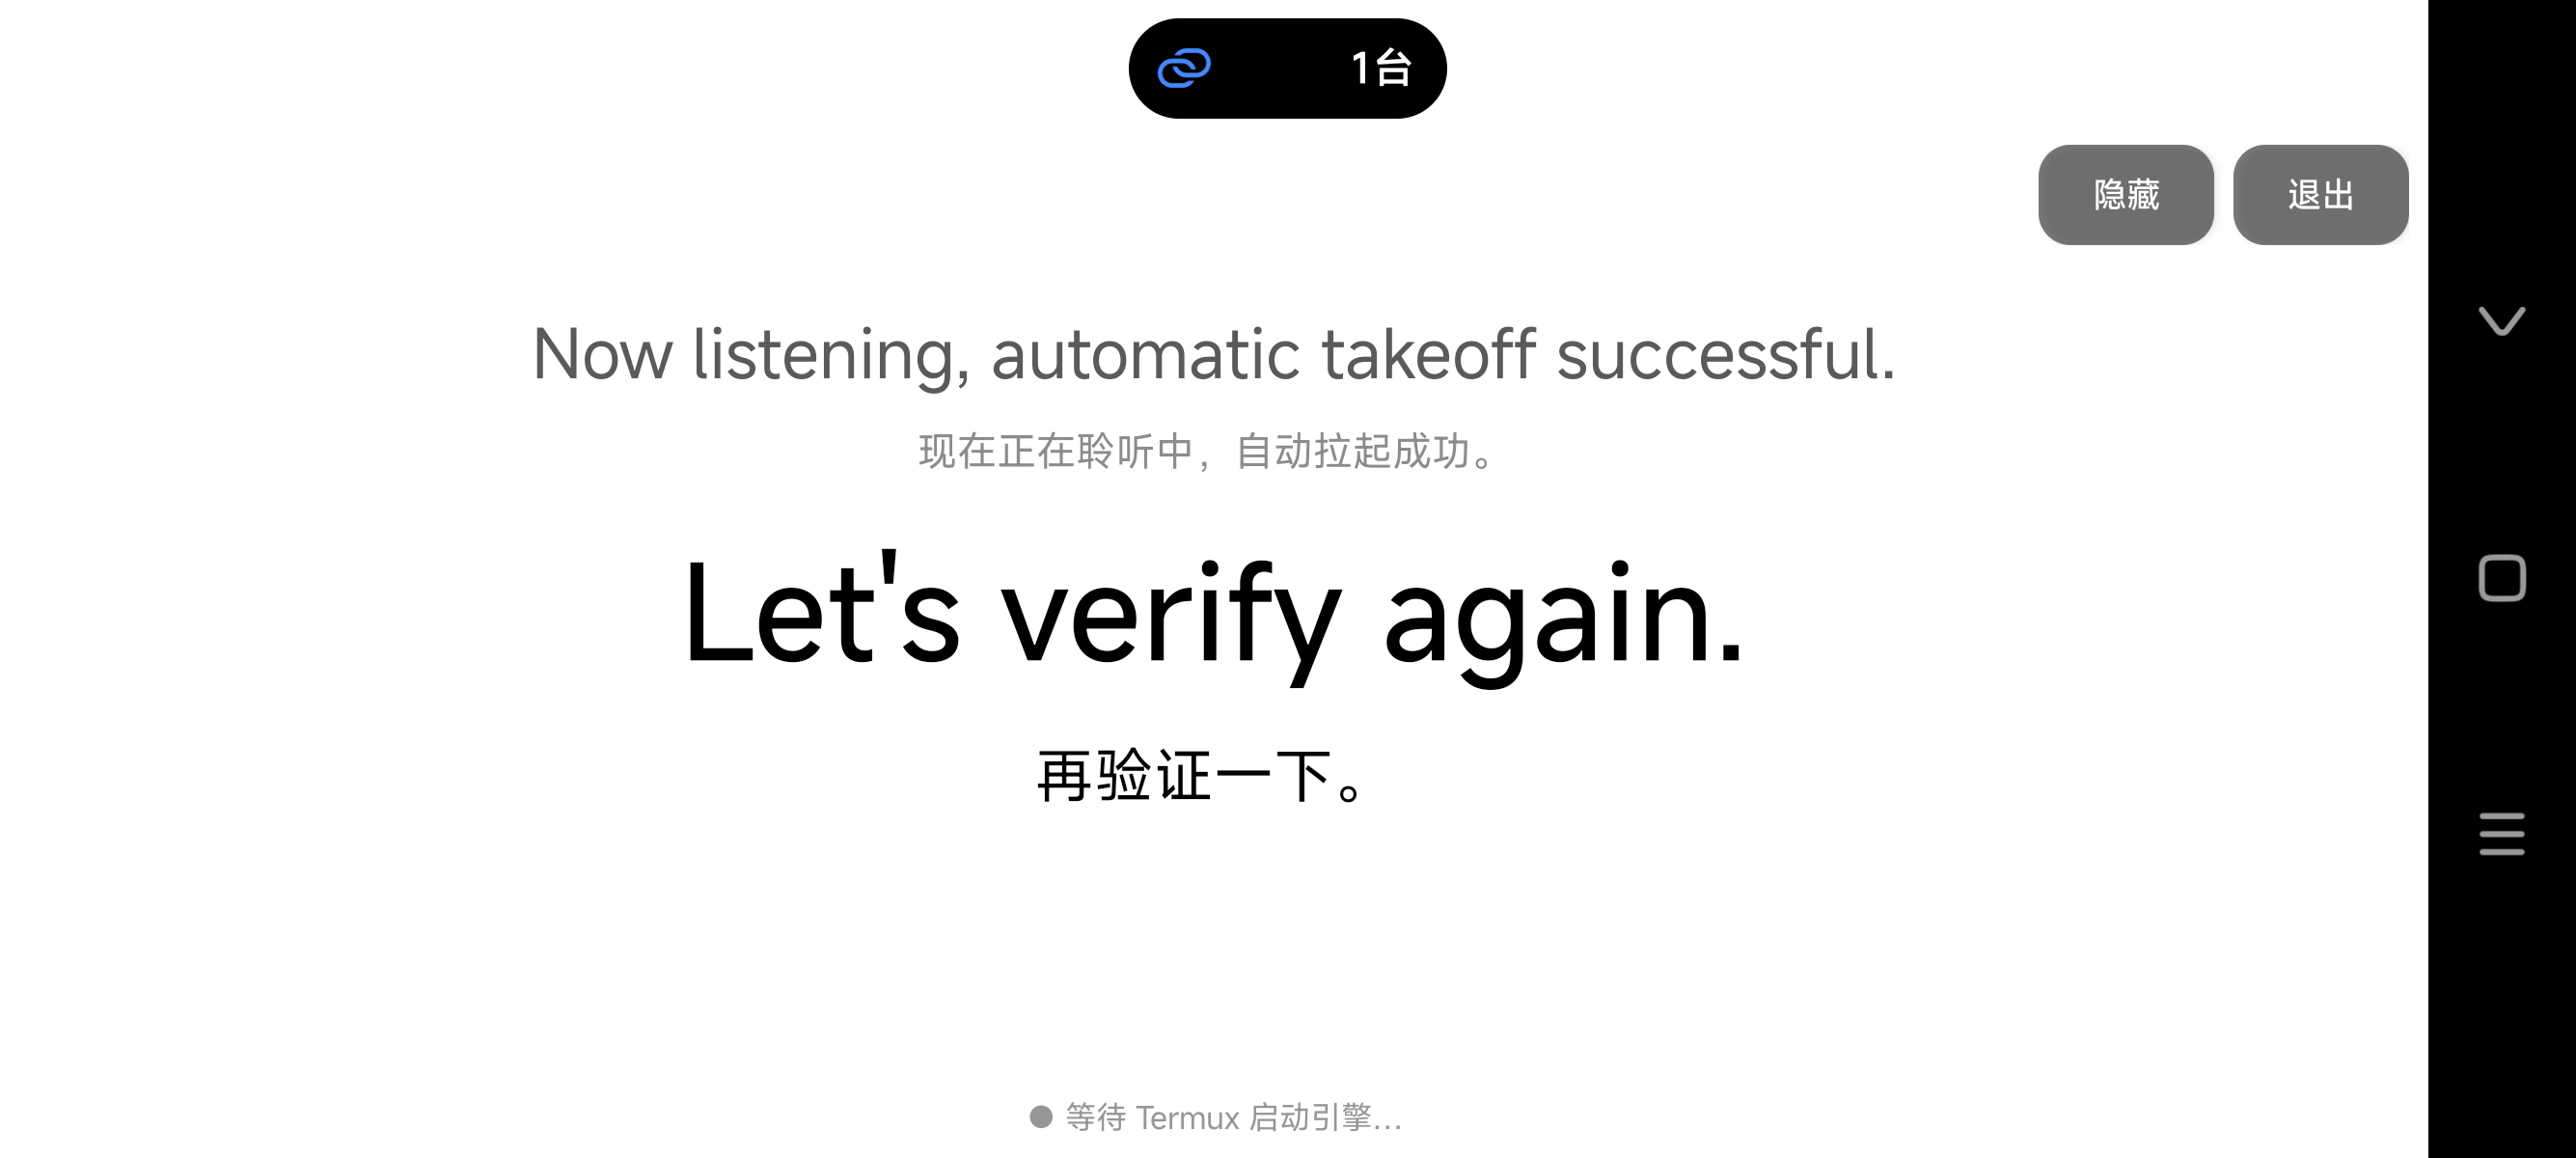 1台
隐藏 退出
Now listening, automatic takeoff successful.
现在正在聆听中，自动拉起成功。
Let's verify again.
再验证一下。
等待 Termux 启动引擎...